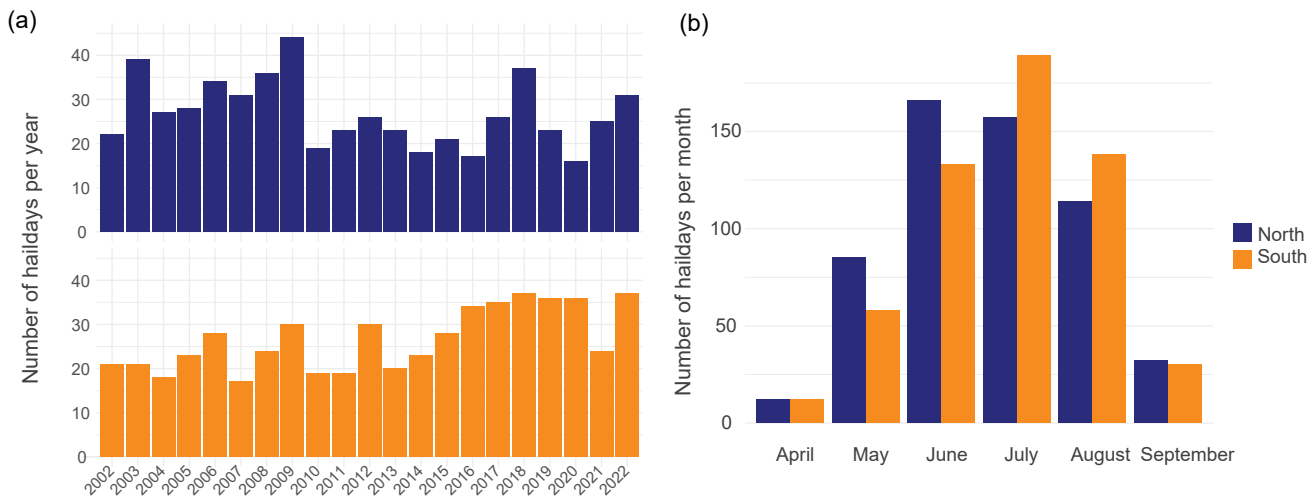 (a)
Number of haildays per year
40
30
20
10
0
40
30
20
10
0
2002
2003
2004
2005
2006
2007
2008
2009
2010
2011
2012
2013
2014
2015
2016
2017
2018
2019
2020
2021
2022
(b)
Number of haildays per month
150
100
50
0
April
May
June
July
August
September
North
South